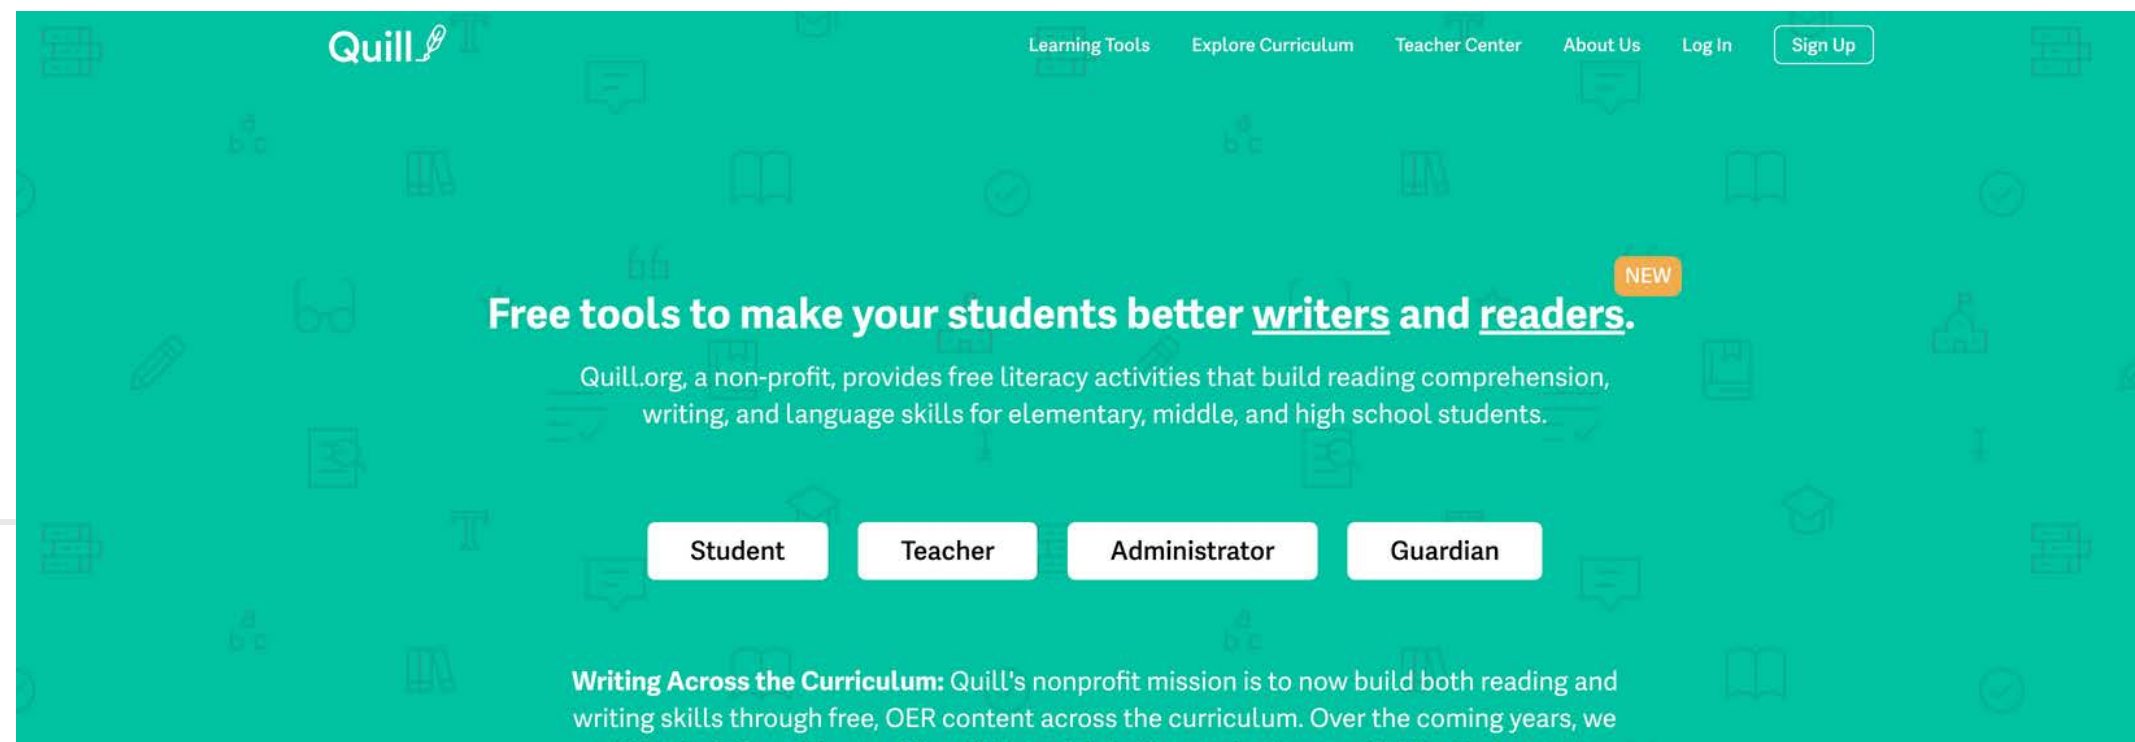 Quill
Learning Tools Explore Curriculum Teacher Center About Us Log In Sign Up
NEW
Free tools to make your students better writers and readers.
Quill.org, a non-profit, provides free literacy activities that build reading comprehension,
writing, and language skills for elementary, middle, and high school students.
Student Teacher Administrator Guardian
Writing Across the Curriculum: Quill's nonprofit mission is to now build both reading and
writing skills through free, OER content across the curriculum. Over the coming years, we